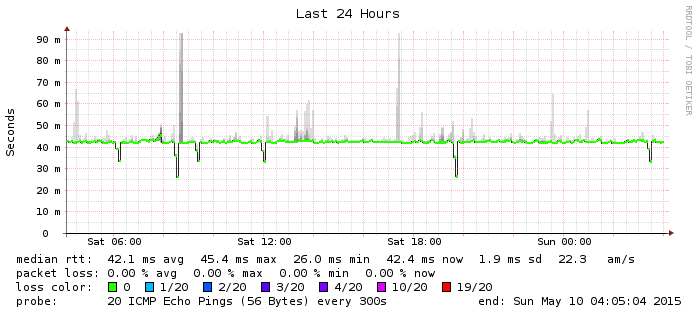 Last 24 Hours
RRDTOOL / TOBI OETIKER
Seconds
90 m
80 m
70 m
60 m
50 m
40 m
30 m
20 m
10 m
0
Sat 06:00 Sat 12:00 Sat 18:00 Sun 00:00
median rtt: 42.1 ms avg 45.4 ms max 26.0 ms min 42.4 ms now 1.9 ms sd 22.3 am/s
packet loss: 0.00 % avg 0.00 % max 0.00 % min 0.00 % now
loss color: 0 1/20 2/20 3/20 4/20 10/20 19/20
probe: 20 ICMP Echo Pings (56 Bytes) every 300s end: Sun May 10 04:05:04 2015